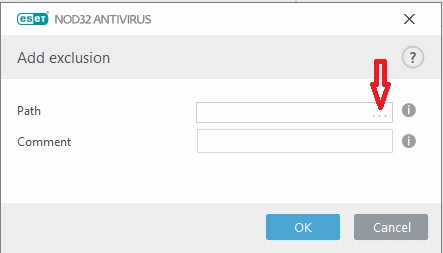 eset NOD32 ANTIVIRUS
Add exclusion ?
Path ... i
Comment i
OK Cancel